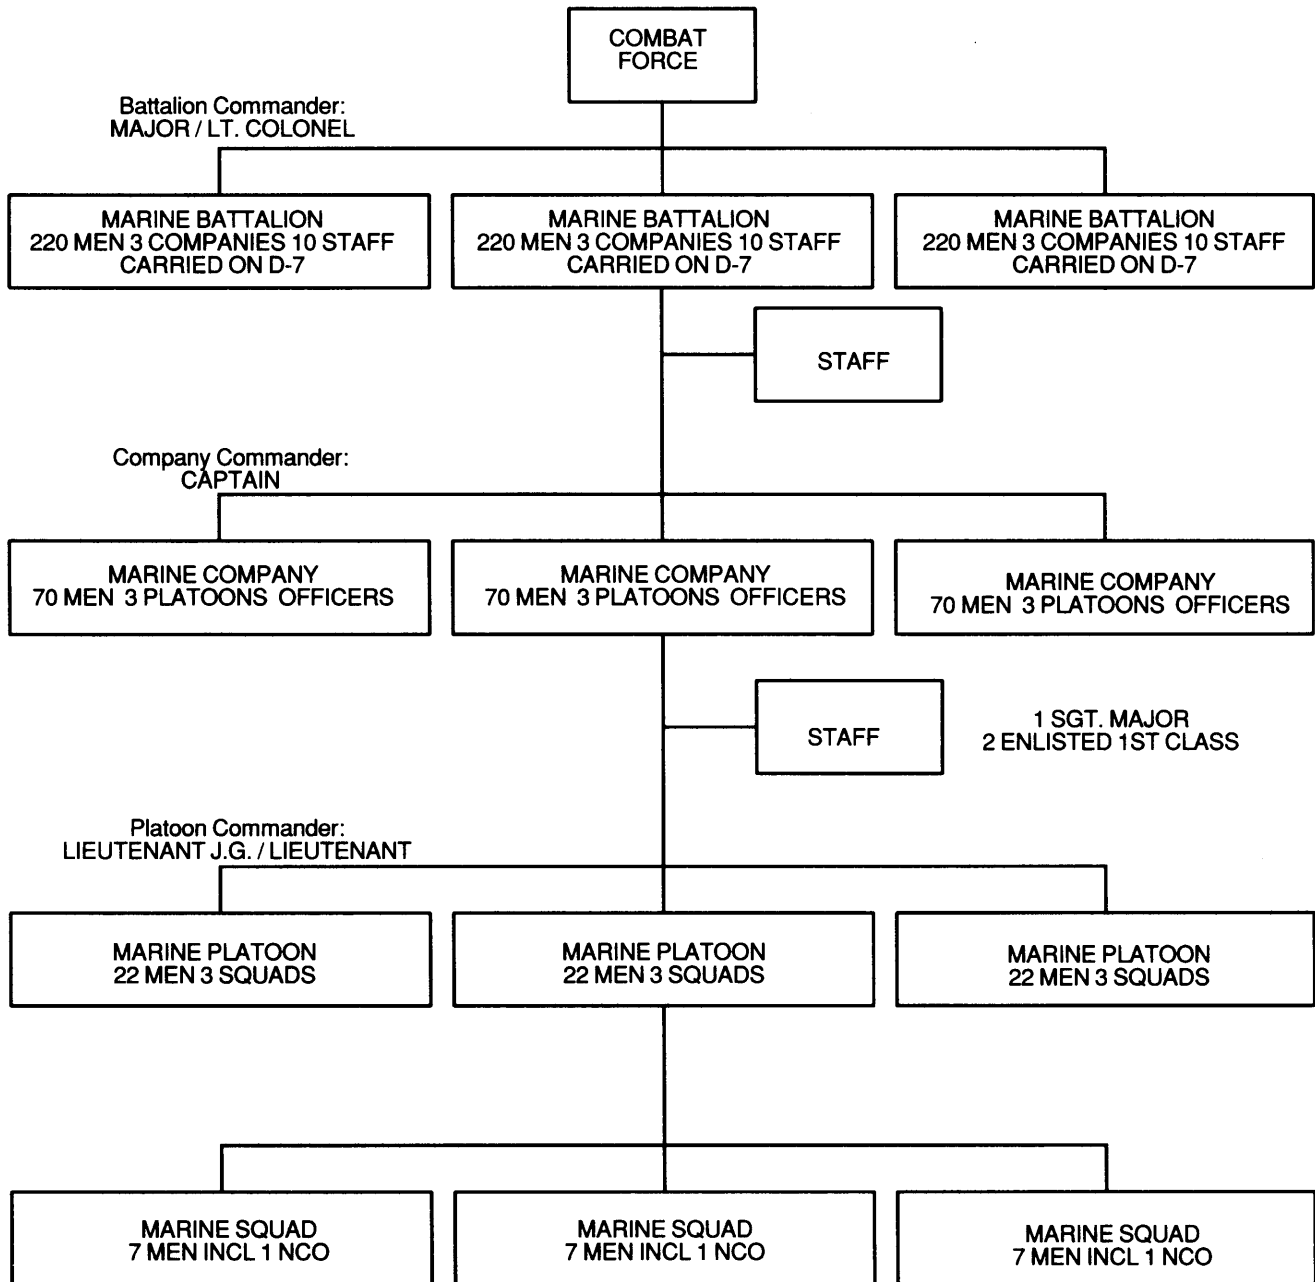 COMBAT
FORCE
Battalion Commander:
MAJOR / LT. COLONEL
MARINE BATTALION
220 MEN 3 COMPANIES 10 STAFF
CARRIED ON D-7
MARINE BATTALION
220 MEN 3 COMPANIES 10 STAFF
CARRIED ON D-7
MARINE BATTALION
220 MEN 3 COMPANIES 10 STAFF
CARRIED ON D-7
STAFF
Company Commander:
CAPTAIN
MARINE COMPANY
70 MEN 3 PLATOONS OFFICERS
MARINE COMPANY
70 MEN 3 PLATOONS OFFICERS
MARINE COMPANY
70 MEN 3 PLATOONS OFFICERS
STAFF
1 SGT. MAJOR
2 ENLISTED 1ST CLASS
Platoon Commander:
LIEUTENANT J.G. / LIEUTENANT
MARINE PLATOON
22 MEN 3 SQUADS
MARINE PLATOON
22 MEN 3 SQUADS
MARINE PLATOON
22 MEN 3 SQUADS
MARINE SQUAD
7 MEN INCL 1 NCO
MARINE SQUAD
7 MEN INCL 1 NCO
MARINE SQUAD
7 MEN INCL 1 NCO